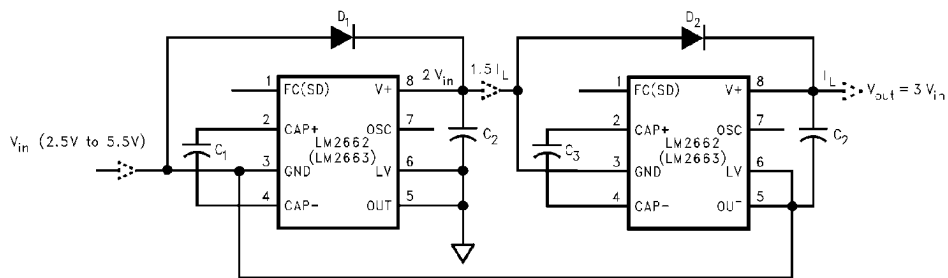 D1
D2
2 Vin
1.5 IL
IL
Vout = 3 Vin
Vin (2.5V to 5.5V)
1 FC(SD) V+ 8
2 CAP+ OSC 7
LM2662
(LM2663)
3 GND LV 6
4 CAP− OUT 5
C1
C2
1 FC(SD) V+ 8
2 CAP+ OSC 7
LM2662
(LM2663)
3 GND LV 6
4 CAP− OUT 5
C3
C2